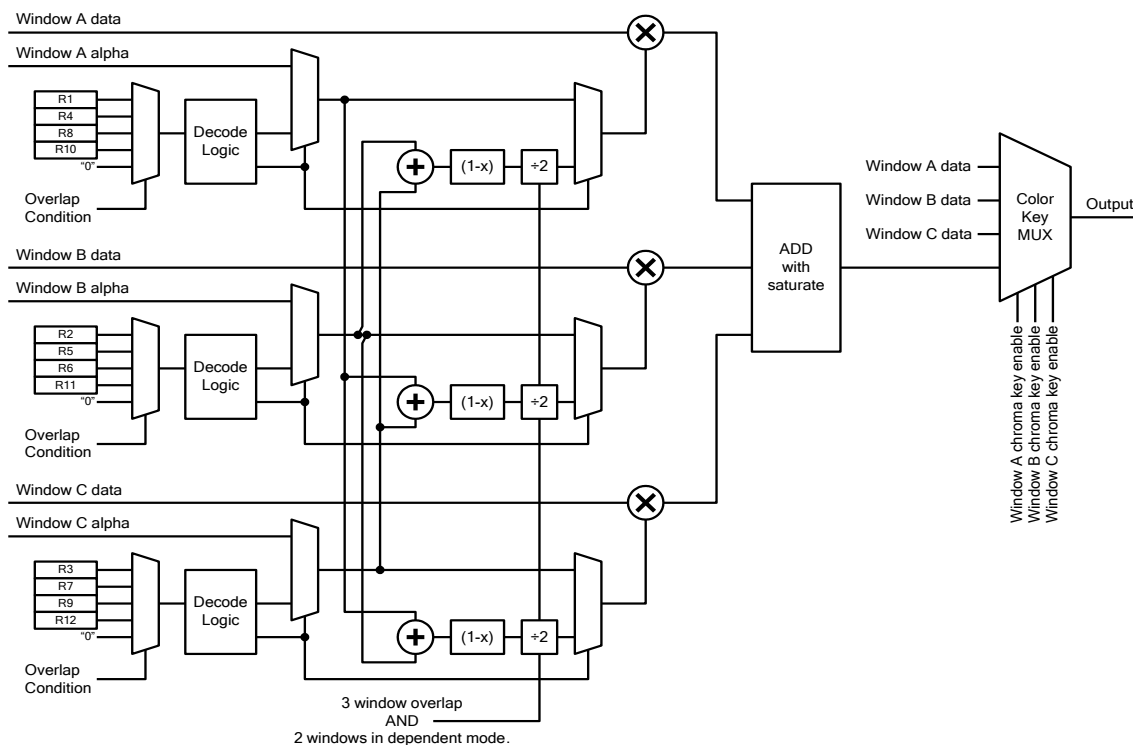 Window A data
Window A alpha
R1
R4
R8
R10
"0"
Overlap
Condition
Decode
Logic
+
(1-x)
÷2
Window B data
Window B alpha
R2
R5
R6
R11
"0"
Overlap
Condition
Decode
Logic
+
(1-x)
÷2
Window C data
Window C alpha
R3
R7
R9
R12
"0"
Overlap
Condition
Decode
Logic
+
(1-x)
÷2
3 window overlap
AND
2 windows in dependent mode.
ADD
with
saturate
Window A data
Window B data
Window C data
Color
Key
MUX
Output
Window A chroma key enable
Window B chroma key enable
Window C chroma key enable